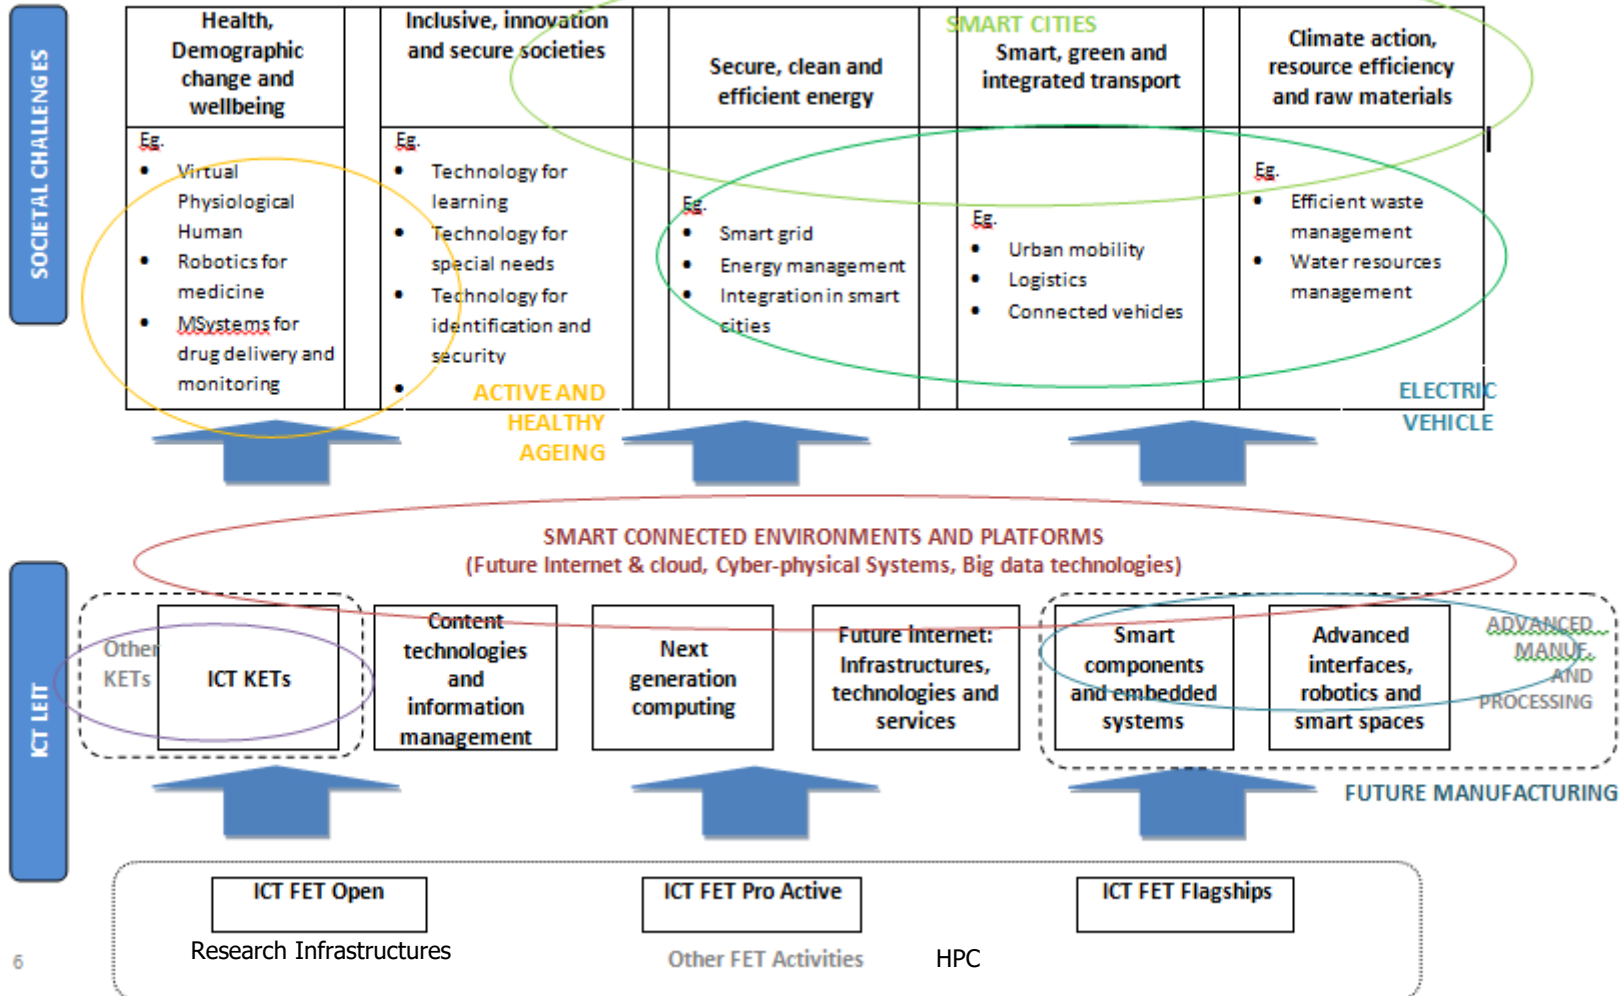 SOCIETAL CHALLENGES
Health,
Demographic
change and
wellbeing
Eg.
• Virtual
Physiological
Human
• Robotics for
medicine
• MSystems for
drug delivery and
monitoring
Inclusive, innovation
and secure societies
Eg.
• Technology for
learning
• Technology for
special needs
• Technology for
identification and
security
•
ACTIVE AND
HEALTHY
AGEING
Secure, clean and
efficient energy
Eg.
• Smart grid
• Energy management
• Integration in smart
cities
SMART CITIES
Smart, green and
integrated transport
Eg.
• Urban mobility
• Logistics
• Connected vehicles
Climate action,
resource efficiency
and raw materials
Eg.
• Efficient waste
management
• Water resources
management
ELECTRIC
VEHICLE
SMART CONNECTED ENVIRONMENTS AND PLATFORMS
(Future Internet & cloud, Cyber-physical Systems, Big data technologies)
ICT LEIT
Other
KETs
ICT KETs
Content
technologies
and
information
management
Next
generation
computing
Future internet:
Infrastructures,
technologies and
services
Smart
components
and embedded
systems
Advanced
interfaces,
robotics and
smart spaces
ADVANCED
MANUF.
AND
PROCESSING
FUTURE MANUFACTURING
ICT FET Open
ICT FET Pro Active
ICT FET Flagships
Research Infrastructures
Other FET Activities
HPC
6